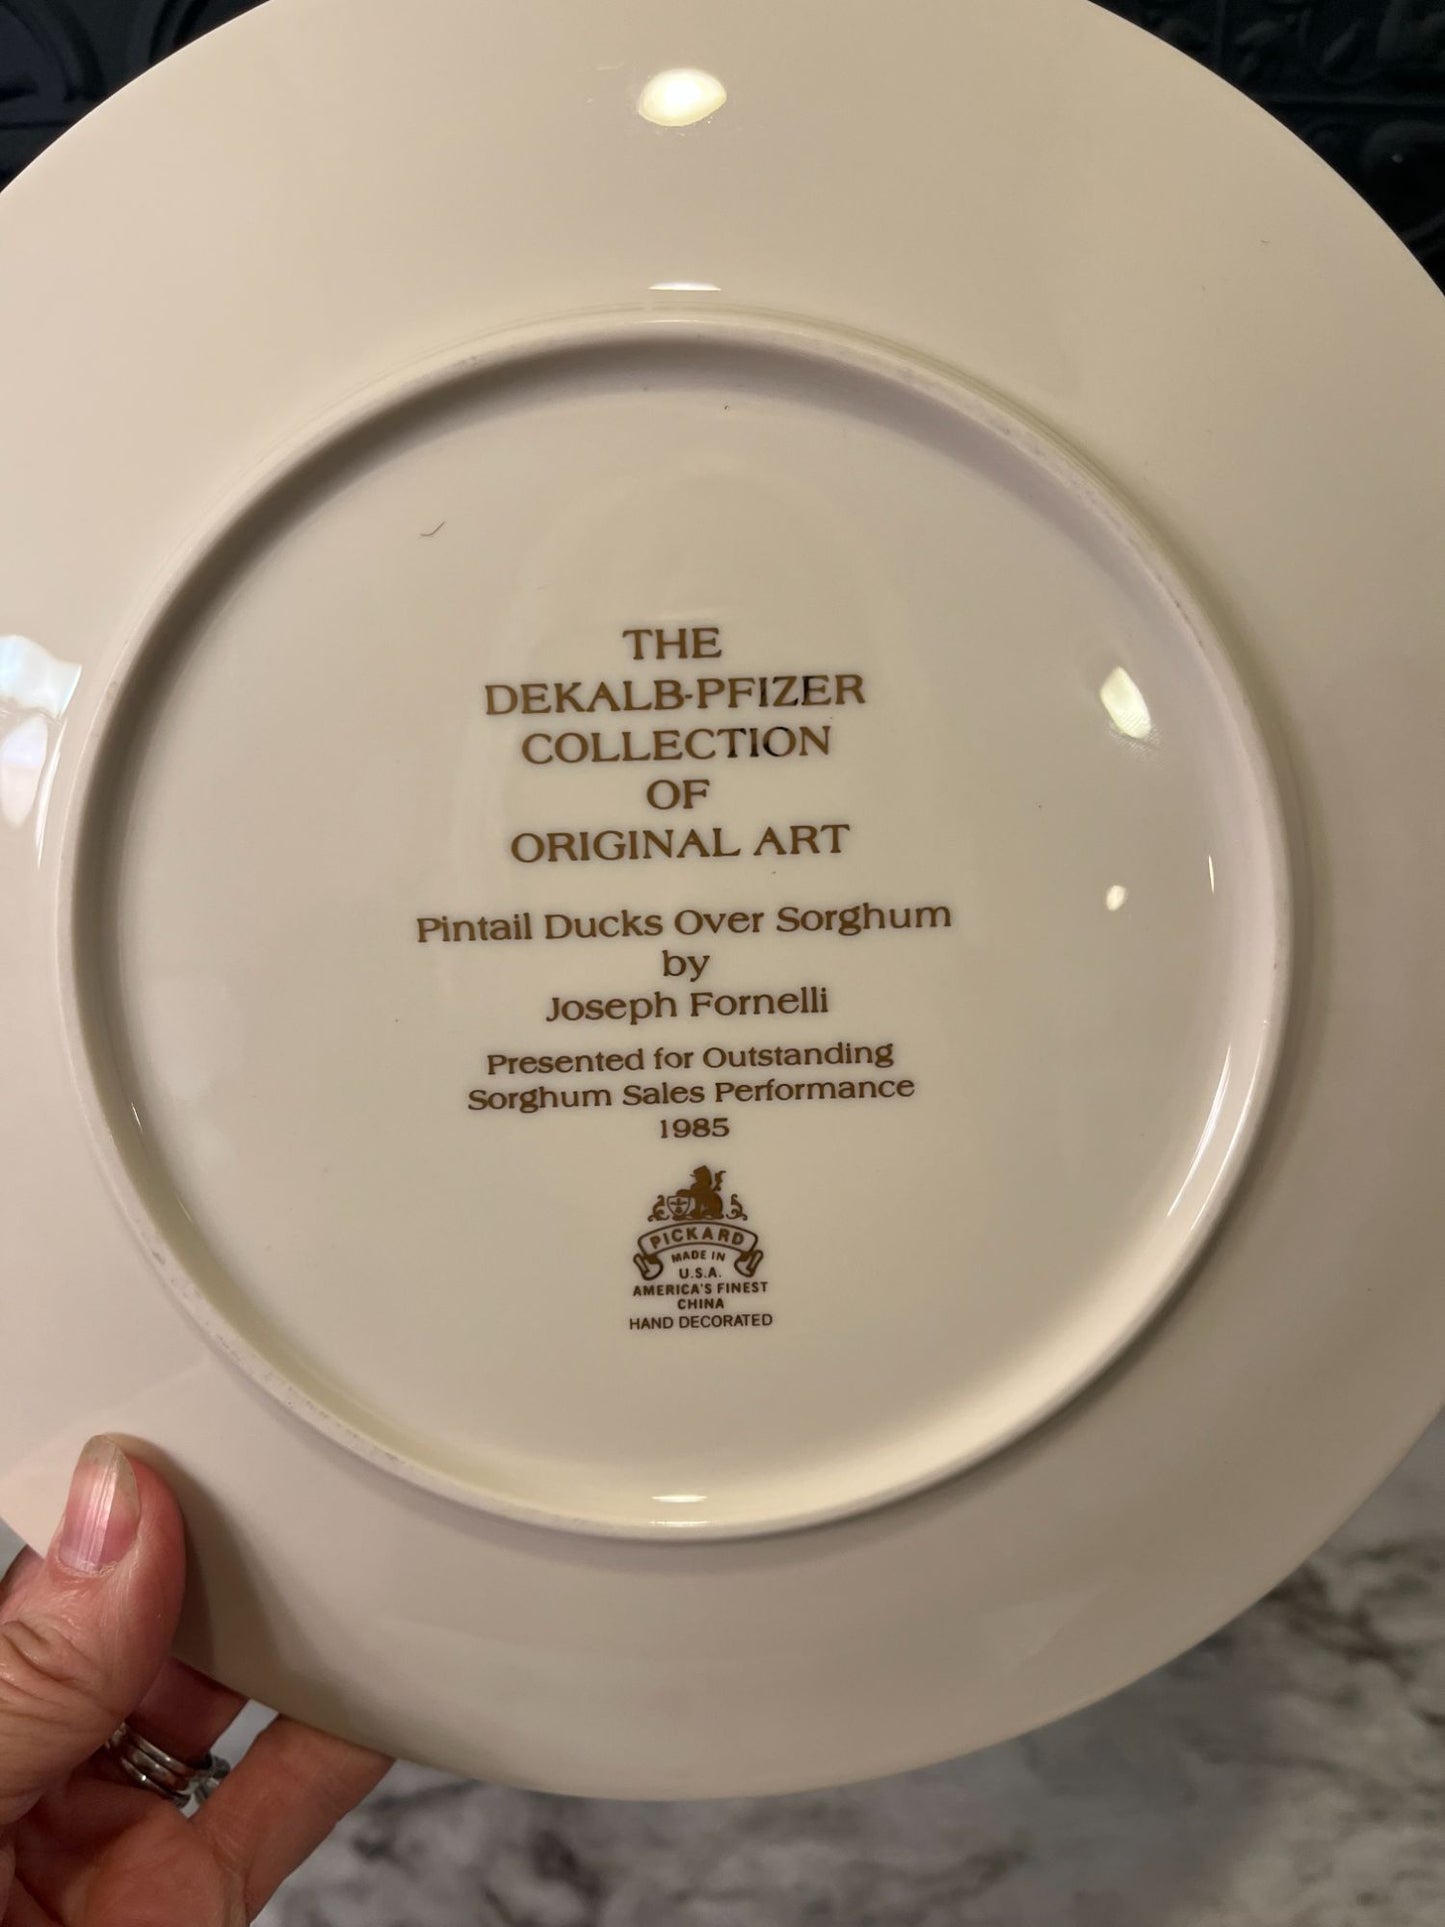 THE
DEKALB-PFIZER
COLLECTION
OF
ORIGINAL ART
Pintail Ducks Over Sorghum
by
Joseph Fornelli
Presented for Outstanding
Sorghum Sales Performance
1985
PICKARD
MADE IN
U.S.A.
AMERICA'S FINEST
CHINA
HAND DECORATED